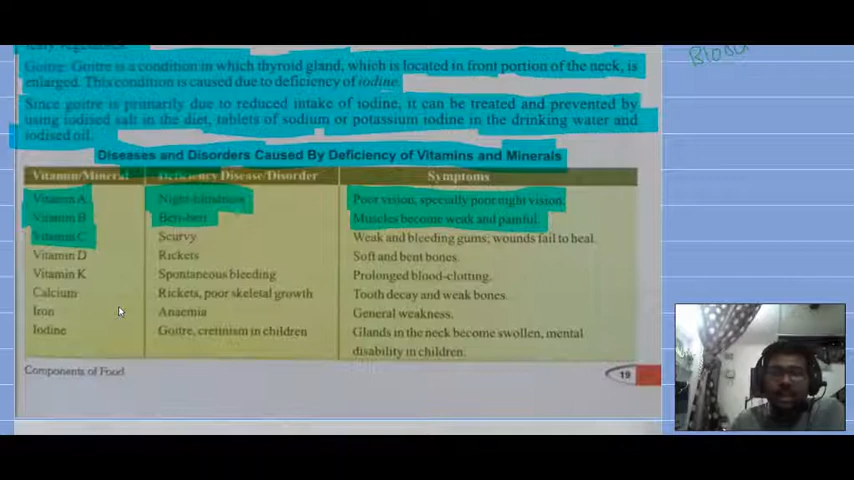 leafy vegetables.
Blood
Goitre: Goitre is a condition in which thyroid gland, which is located in front portion of the neck, is
enlarged. This condition is caused due to deficiency of iodine.
Since goitre is primarily due to reduced intake of iodine, it can be treated and prevented by
using iodised salt in the diet, tablets of sodium or potassium iodine in the drinking water and
iodised oil.
Diseases and Disorders Caused By Deficiency of Vitamins and Minerals
Vitamin/Mineral Deficiency Disease/Disorder Symptoms
Vitamin A Night-blindness Poor vision, specially poor night vision.
Vitamin B Beri-beri Muscles become weak and painful.
Vitamin C Scurvy Weak and bleeding gums; wounds fail to heal.
Vitamin D Rickets Soft and bent bones.
Vitamin K Spontaneous bleeding Prolonged blood-clotting.
Calcium Rickets, poor skeletal growth Tooth decay and weak bones.
Iron Anaemia General weakness.
Iodine Goitre, cretinism in children Glands in the neck become swollen, mental
disability in children.
Components of Food 19